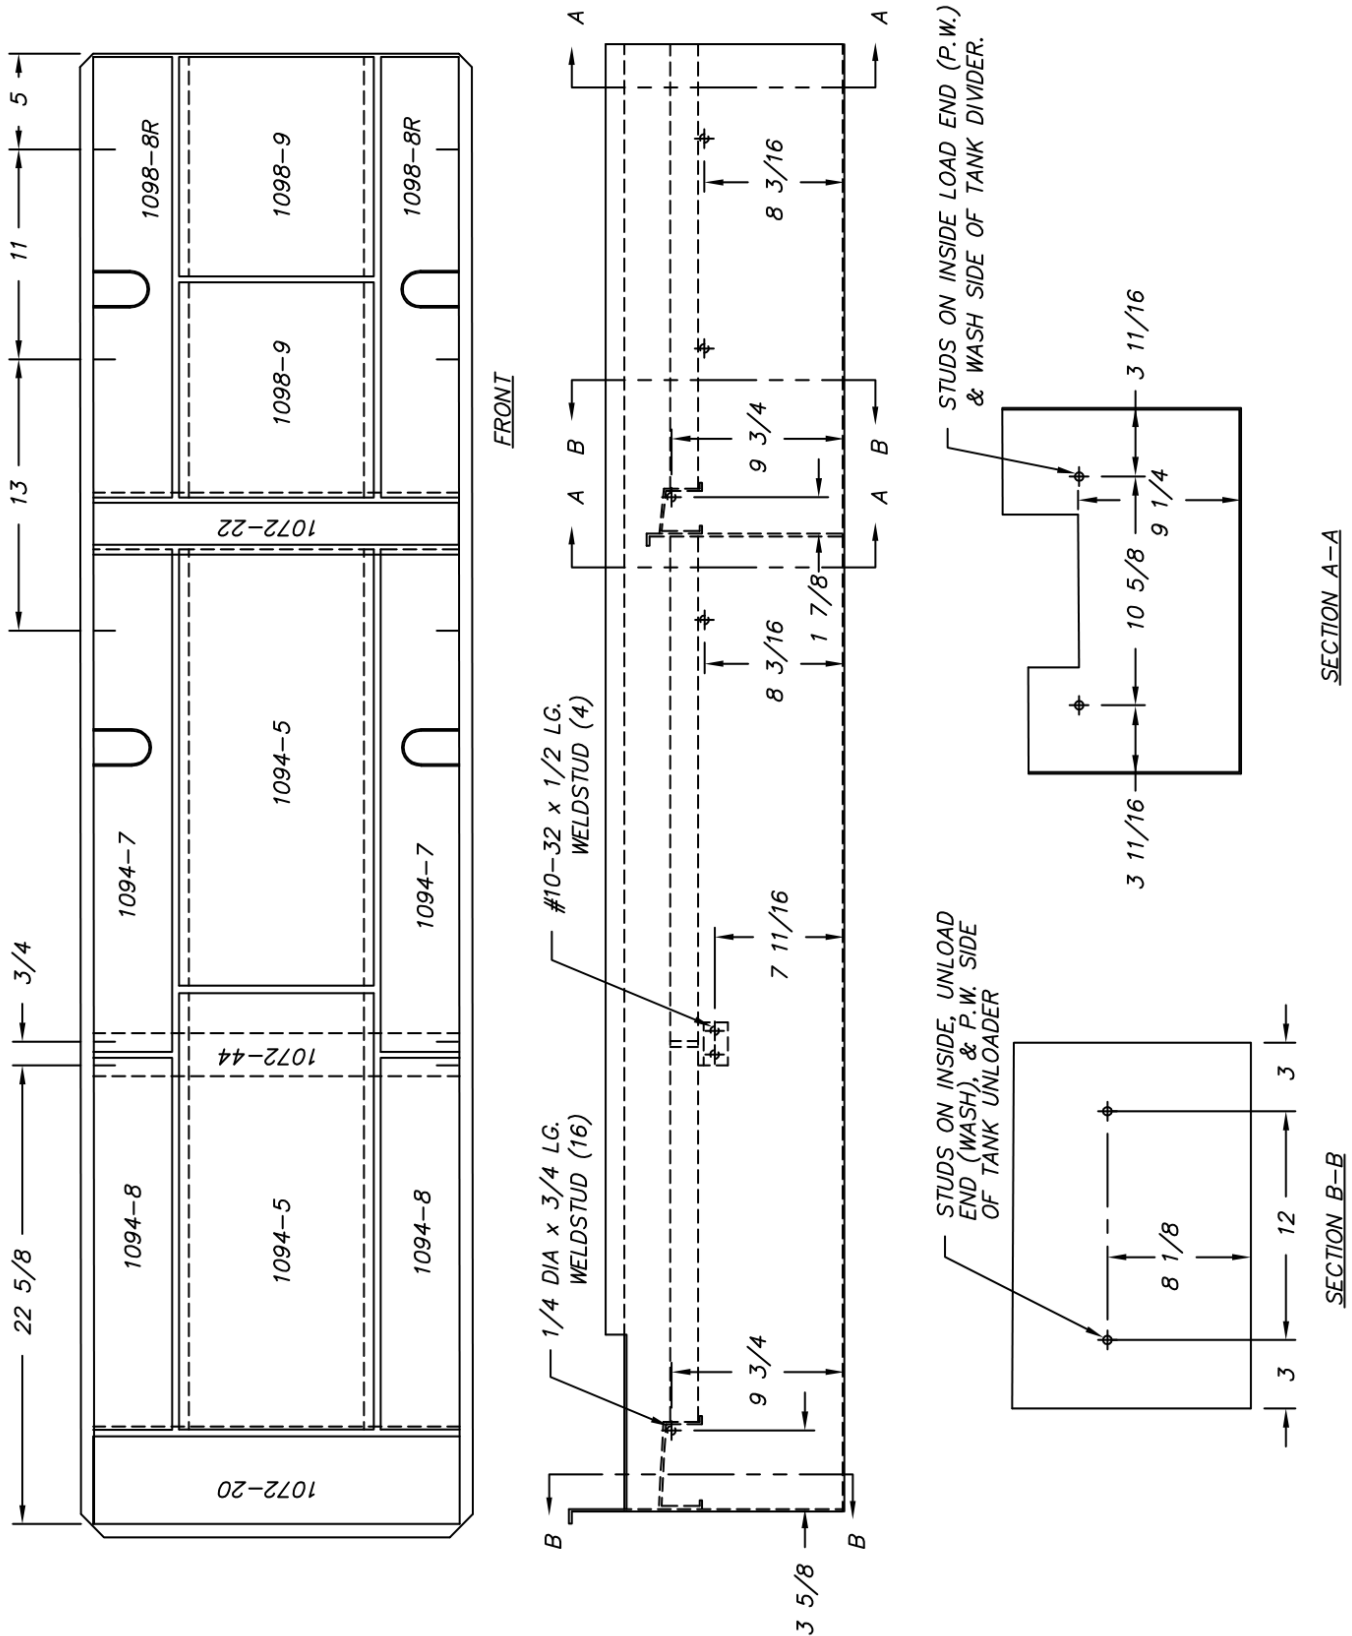 22 5/8
3/4
13
11
5
1094-8
1094-7
1098-8R
1072-20
1094-5
1072-44
1094-5
1072-22
1098-9
1098-9
1094-8
1094-7
1098-8R
FRONT
1/4 DIA x 3/4 LG.
WELDSTUD (16)
#10-32 x 1/2 LG.
WELDSTUD (4)
B
A
B
A
A
3 5/8
9 3/4
7 11/16
8 3/16
1 7/8
9 3/4
8 3/16
B
A
B
A
STUDS ON INSIDE, UNLOAD
END (WASH), & P.W. SIDE
OF TANK UNLOADER
3
12
3
8 1/8
SECTION B-B
STUDS ON INSIDE LOAD END (P.W.)
& WASH SIDE OF TANK DIVIDER.
3 11/16
10 5/8
3 11/16
9 1/4
SECTION A-A